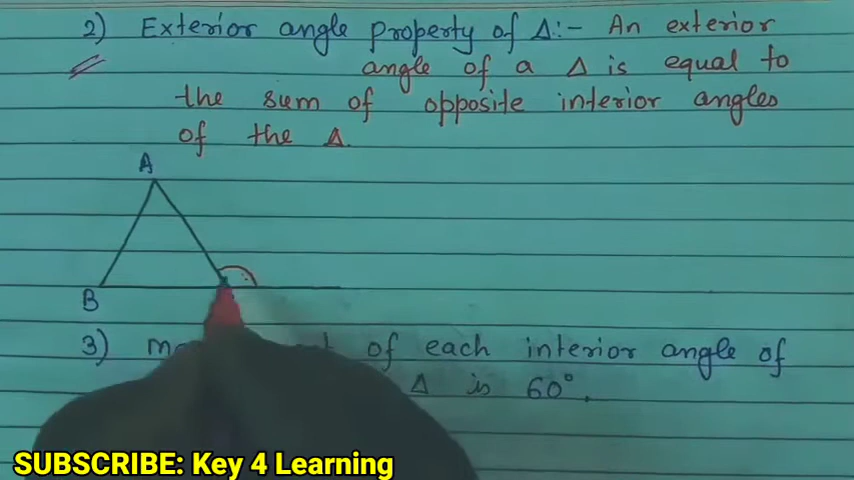 2) Exterior angle property of Δ:- An exterior
angle of a Δ is equal to
the sum of opposite interior angles
of the Δ.
A
B
3) of each interior angle of
Δ is 60°.
SUBSCRIBE: Key 4 Learning